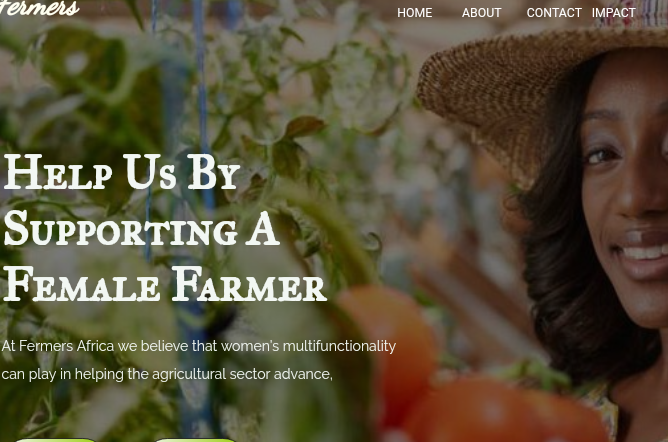 Fermers
HOME ABOUT CONTACT IMPACT
Help Us By
Supporting A
Female Farmer
At Fermers Africa we believe that women's multifunctionality
can play in helping the agricultural sector advance,